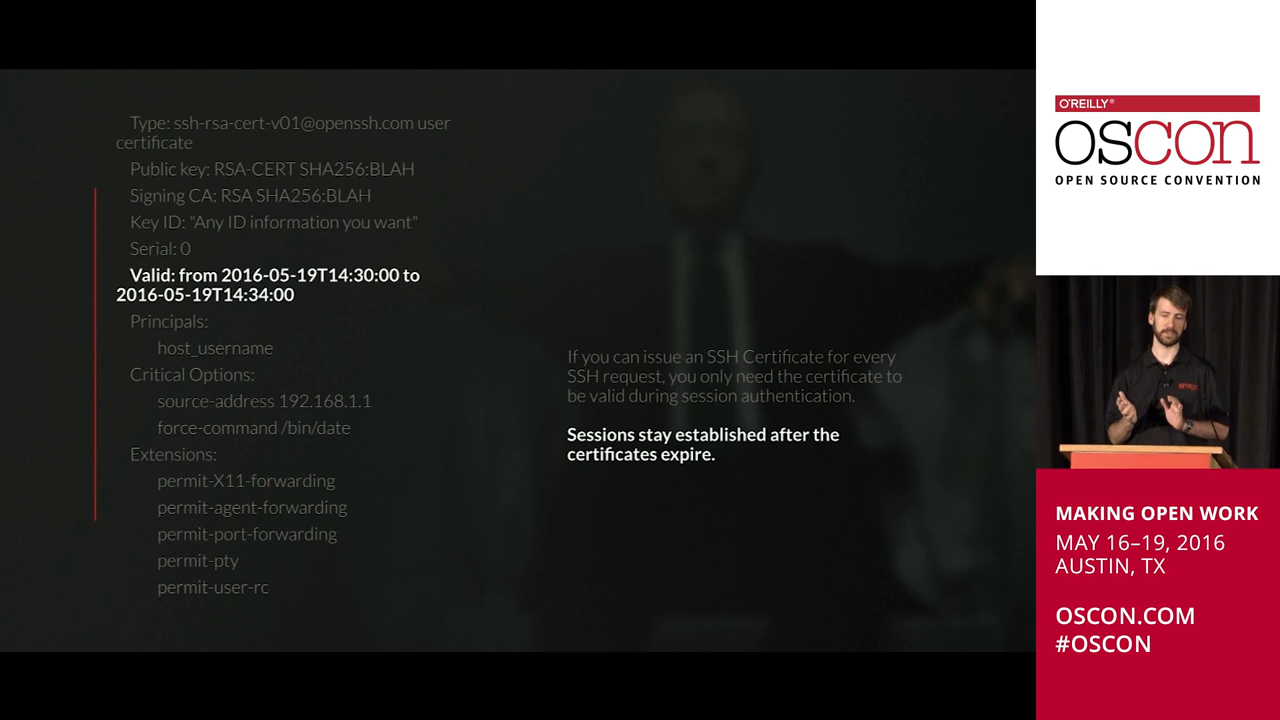 Type: ssh-rsa-cert-v01@openssh.com user
certificate
Public key: RSA-CERT SHA256:BLAH
Signing CA: RSA SHA256:BLAH
Key ID: "Any ID information you want"
Serial: 0
Valid: from 2016-05-19T14:30:00 to
2016-05-19T14:34:00
Principals:
host_username
Critical Options:
source-address 192.168.1.1
force-command /bin/date
Extensions:
permit-X11-forwarding
permit-agent-forwarding
permit-port-forwarding
permit-pty
permit-user-rc
If you can issue an SSH Certificate for every
SSH request, you only need the certificate to
be valid during session authentication.
Sessions stay established after the
certificates expire.
O'REILLY®
OSCON
OPEN SOURCE CONVENTION
NETFLIX
MAKING OPEN WORK
MAY 16–19, 2016
AUSTIN, TX
OSCON.COM
#OSCON